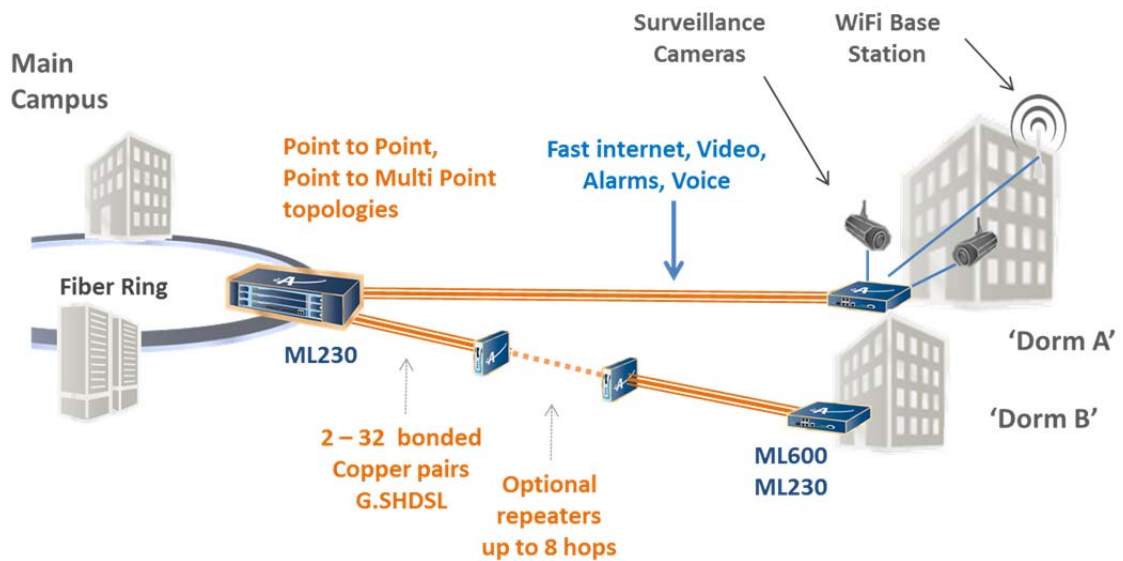 Main
Campus
Surveillance
Cameras
WiFi Base
Station
Point to Point,
Point to Multi Point
topologies
Fast internet, Video,
Alarms, Voice
Fiber Ring
A
A
A
A
A
ML230
'Dorm A'
'Dorm B'
2 – 32 bonded
Copper pairs
G.SHDSL
Optional
repeaters
up to 8 hops
ML600
ML230